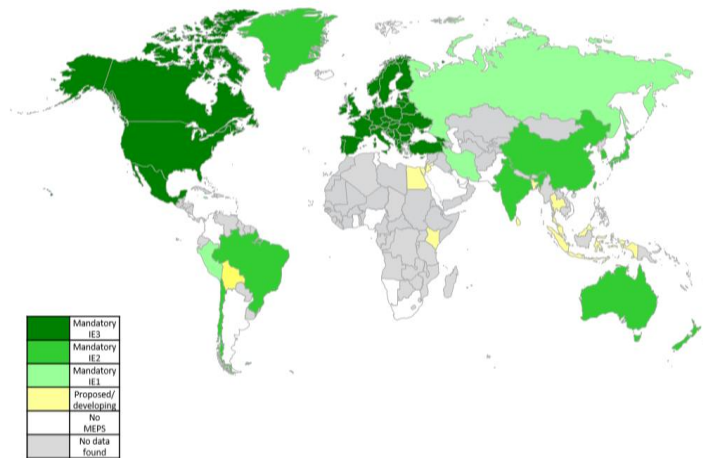 Mandatory
IE3
Mandatory
IE2
Mandatory
IE1
Proposed/
developing
No
MEPS
No data
found